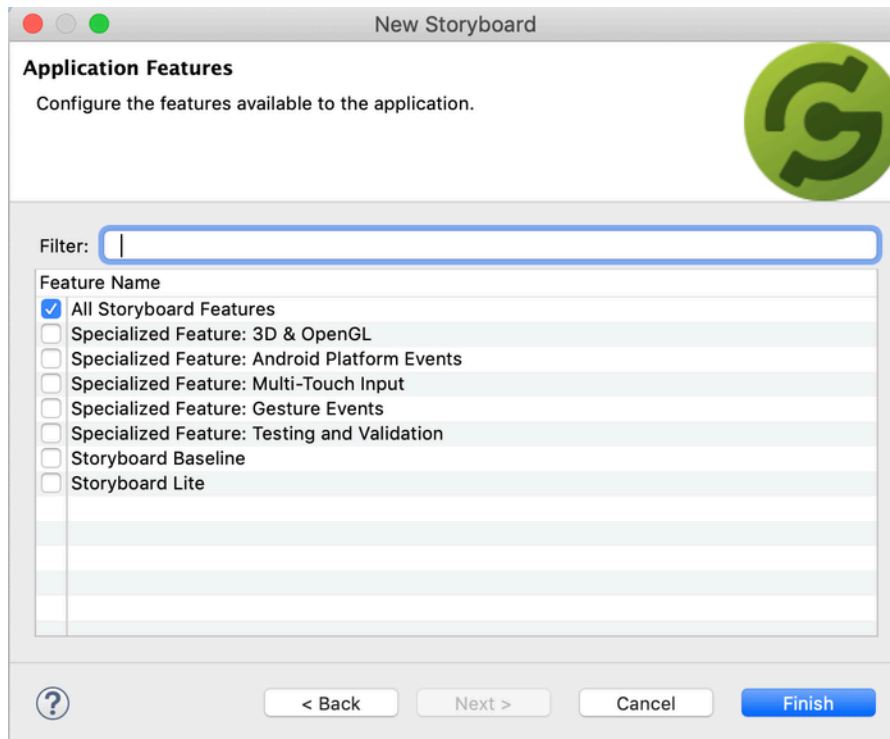 New Storyboard
Application Features
Configure the features available to the application.
Filter:
Feature Name
All Storyboard Features
Specialized Feature: 3D & OpenGL
Specialized Feature: Android Platform Events
Specialized Feature: Multi-Touch Input
Specialized Feature: Gesture Events
Specialized Feature: Testing and Validation
Storyboard Baseline
Storyboard Lite
? < Back Next > Cancel Finish